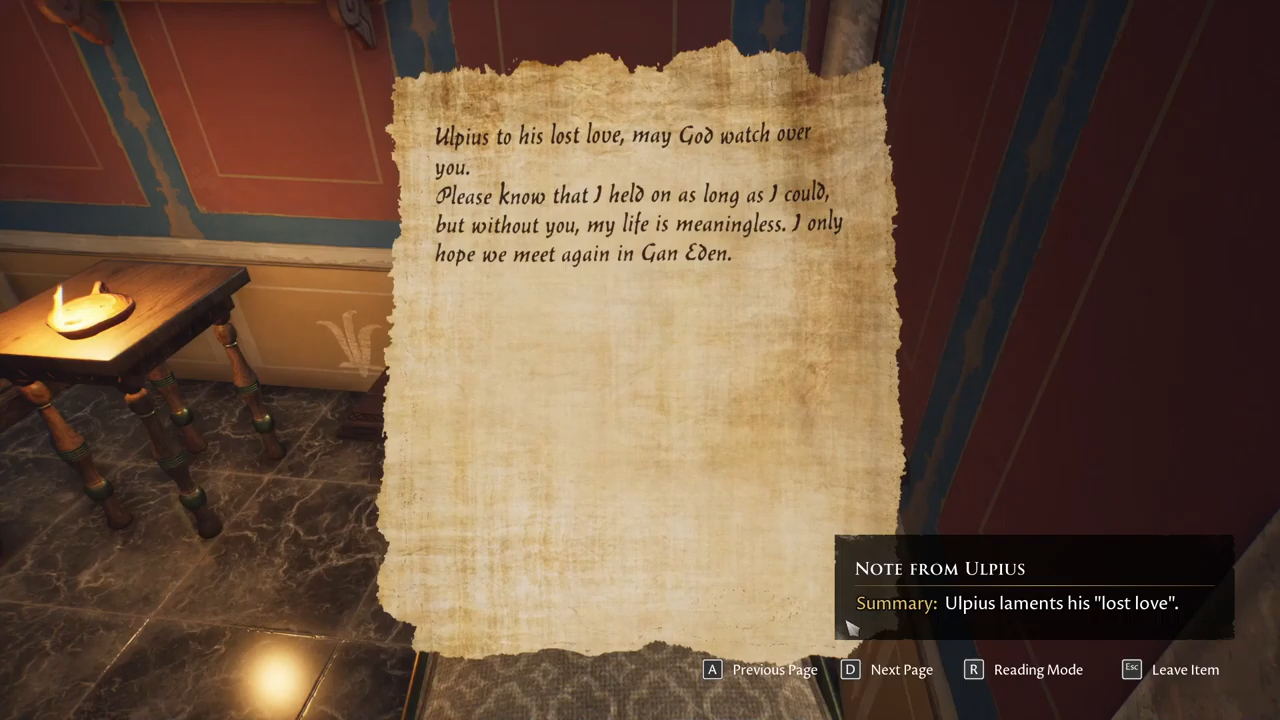 Ulpius to his lost love, may God watch over
you.
Please know that I held on as long as I could,
but without you, my life is meaningless. I only
hope we meet again in Gan Eden.
Note from Ulpius
Summary: Ulpius laments his "lost love".
A Previous Page D Next Page R Reading Mode Esc Leave Item